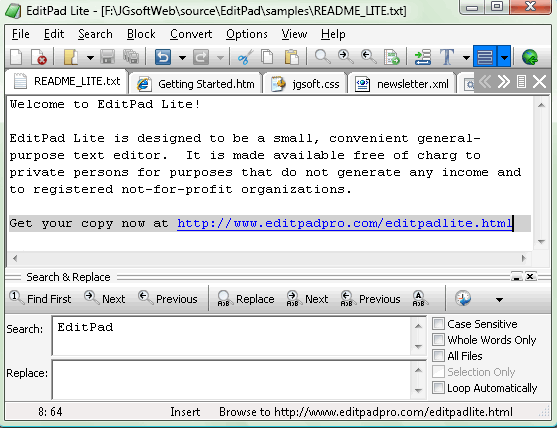 EditPad Lite - [F:\JGsoftWeb\source\EditPad\samples\README_LITE.txt]
File Edit Search Block Convert Options View Help
README_LITE.txt Getting Started.htm jgsoft.css newsletter.xml
Welcome to EditPad Lite!
EditPad Lite is designed to be a small, convenient general-
purpose text editor.  It is made available free of charg to
private persons for purposes that do not generate any income and
to registered not-for-profit organizations.
Get your copy now at http://www.editpadpro.com/editpadlite.html
Search & Replace
Find First Next Previous Replace Next Previous
Search: EditPad
Case Sensitive
Whole Words Only
All Files
Replace:
Selection Only
Loop Automatically
8: 64 Insert Browse to http://www.editpadpro.com/editpadlite.html